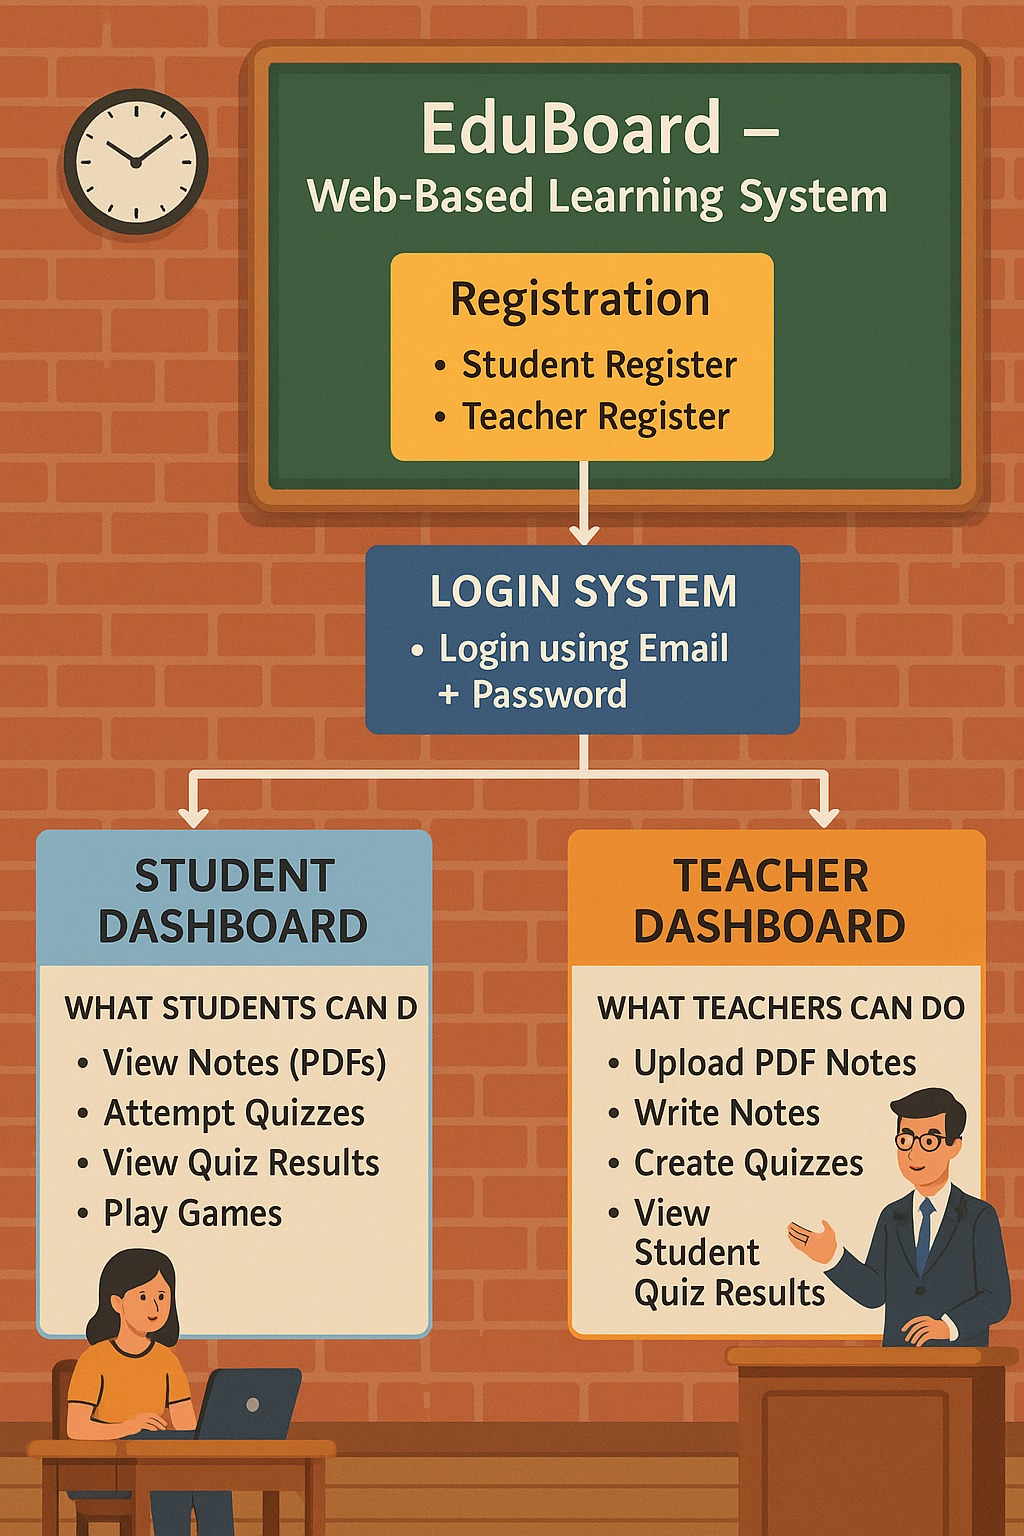 EduBoard –
Web-Based Learning System
Registration
• Student Register
• Teacher Register
LOGIN SYSTEM
• Login using Email
+ Password
STUDENT
DASHBOARD
WHAT STUDENTS CAN D
• View Notes (PDFs)
• Attempt Quizzes
• View Quiz Results
• Play Games
TEACHER
DASHBOARD
WHAT TEACHERS CAN DO
• Upload PDF Notes
• Write Notes
• Create Quizzes
• View
Student
Quiz Results